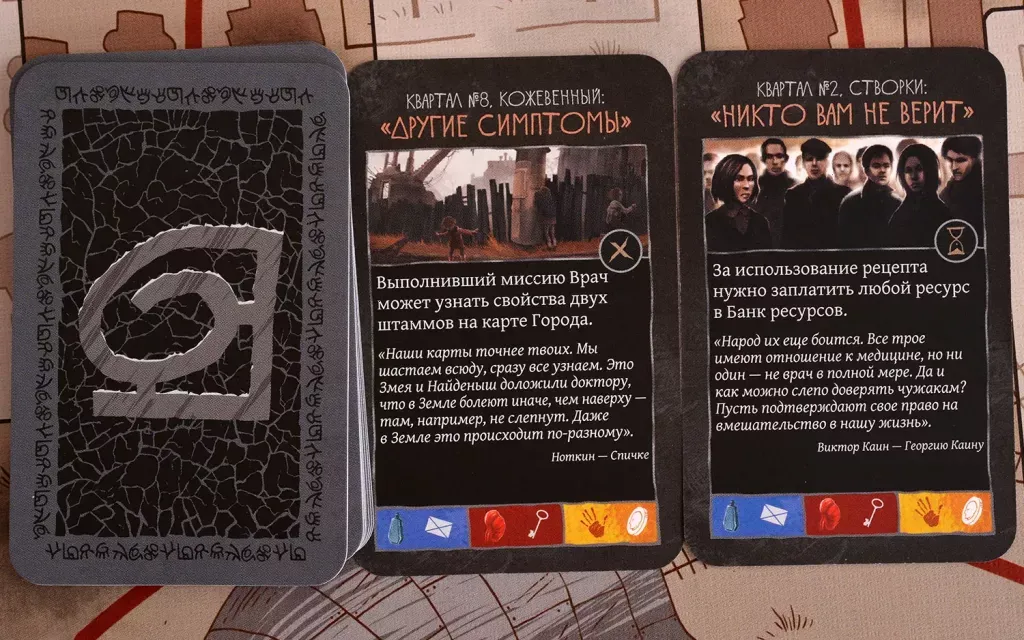 КВАРТАЛ №8, КОЖЕВЕННЫЙ:
«ДРУГИЕ СИМПТОМЫ»
Выполнивший миссию Врач
может узнать свойства двух
штаммов на карте Города.
«Наши карты точнее твоих. Мы
шастаем всюду, сразу все узнаем. Это
Змея и Найденыш доложили доктору,
что в Земле болеют иначе, чем наверху —
там, например, не слепнут. Даже
в Земле это происходит по-разному».
Ноткин — Спичке
КВАРТАЛ №2, СТВОРКИ:
«НИКТО ВАМ НЕ ВЕРИТ»
За использование рецепта
нужно заплатить любой ресурс
в Банк ресурсов.
«Народ их еще боится. Все трое
имеют отношение к медицине, но ни
один — не врач в полной мере. Да и
как можно слепо доверять чужакам?
Пусть подтверждают свое право на
вмешательство в нашу жизнь».
Виктор Каин — Георгию Каину